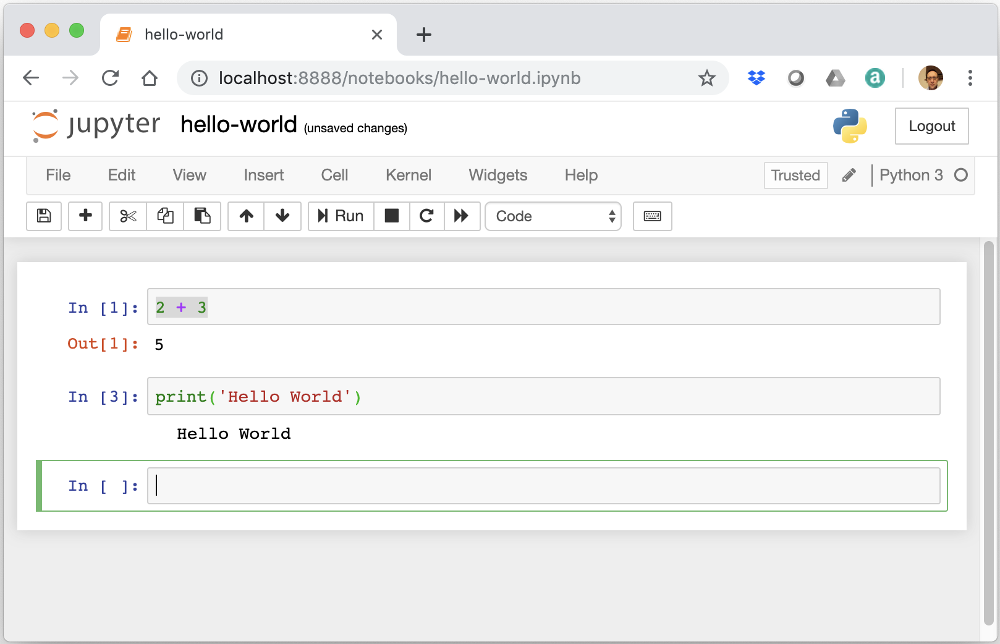 hello-world
localhost:8888/notebooks/hello-world.ipynb
a
jupyter hello-world (unsaved changes) Logout
File Edit View Insert Cell Kernel Widgets Help Trusted Python 3
Run Code
In [1]: 2 + 3
Out[1]: 5
In [3]: print('Hello World')
Hello World
In [ ]: